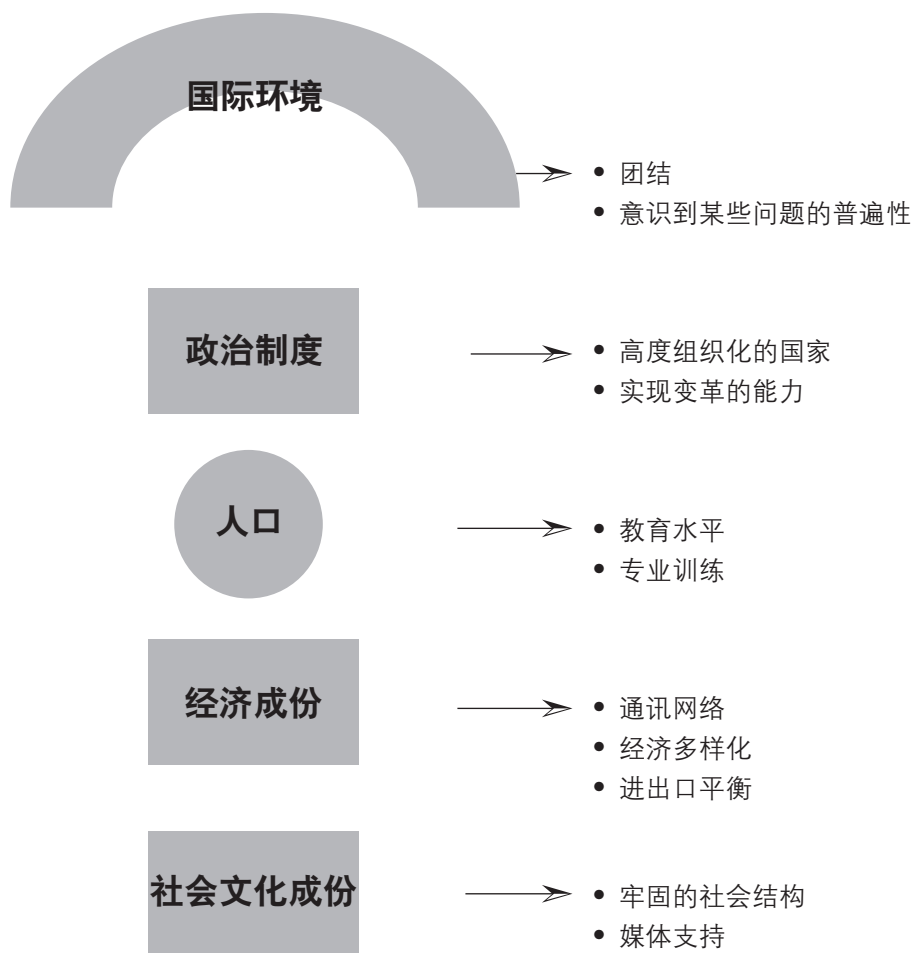 国际环境
• 团结
• 意识到某些问题的普遍性
政治制度
• 高度组织化的国家
• 实现变革的能力
人口
• 教育水平
• 专业训练
经济成份
• 通讯网络
• 经济多样化
• 进出口平衡
社会文化成份
• 牢固的社会结构
• 媒体支持